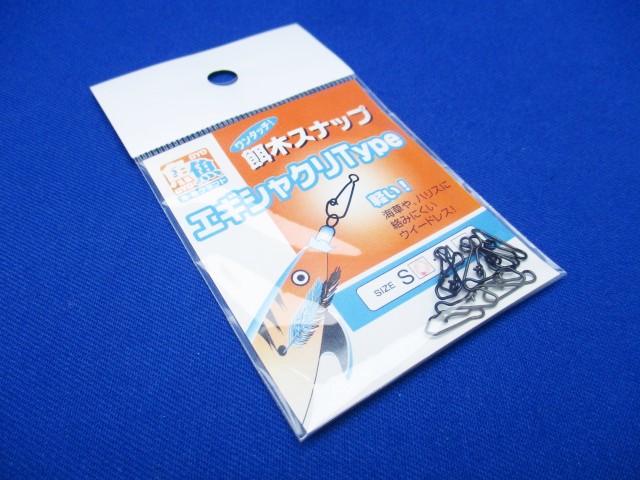 ワンタッチ!
餌木スナップ
エギシャクリType
軽い!
海草や、ハリスに
絡みにくい
ウィードレス!
SIZE S